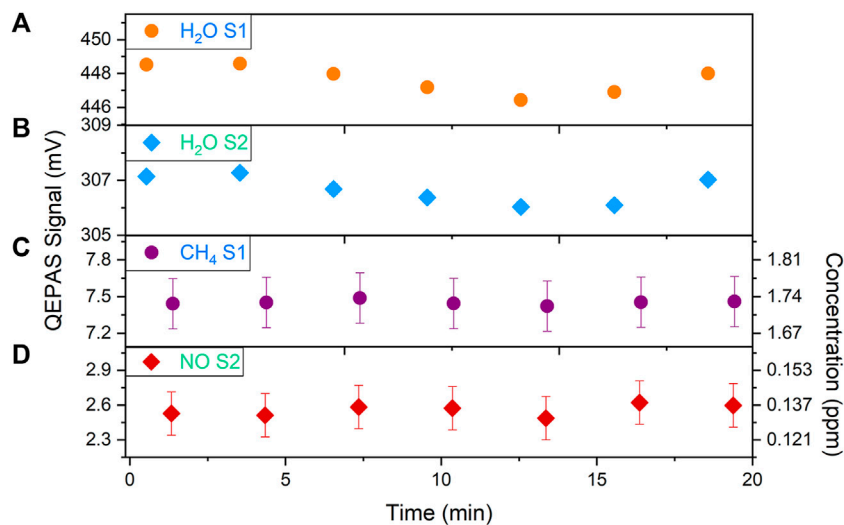 A
450
H₂O S1
448
446
309
B
H₂O S2
307
305
QEPAS Signal (mV)
C
7.8
CH₄ S1
1.81
7.5
1.74
7.2
1.67
D
NO S2
2.9
0.153
2.6
0.137
2.3
0.121
Concentration (ppm)
0
5
10
15
20
Time (min)